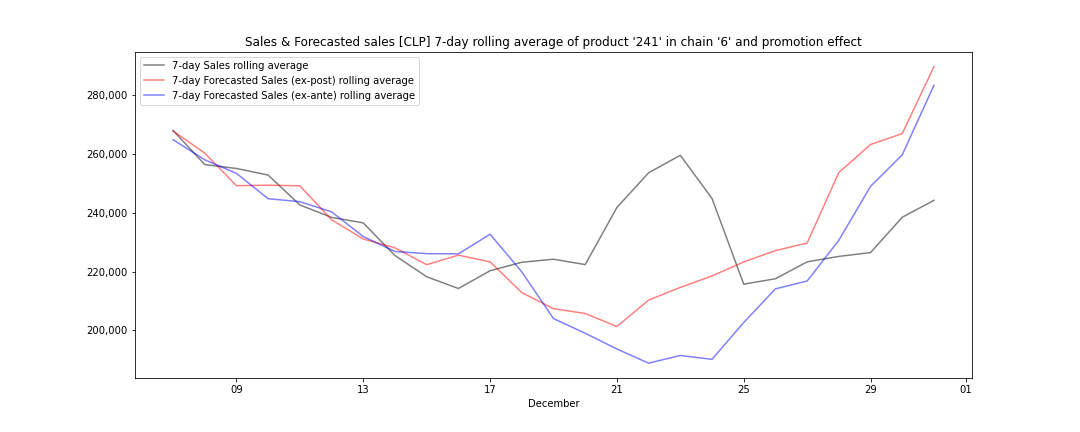 Sales & Forecasted sales [CLP] 7-day rolling average of product '241' in chain '6' and promotion effect
7-day Sales rolling average
7-day Forecasted Sales (ex-post) rolling average
7-day Forecasted Sales (ex-ante) rolling average
280,000
260,000
240,000
220,000
200,000
09 13 17 21 25 29 01
December